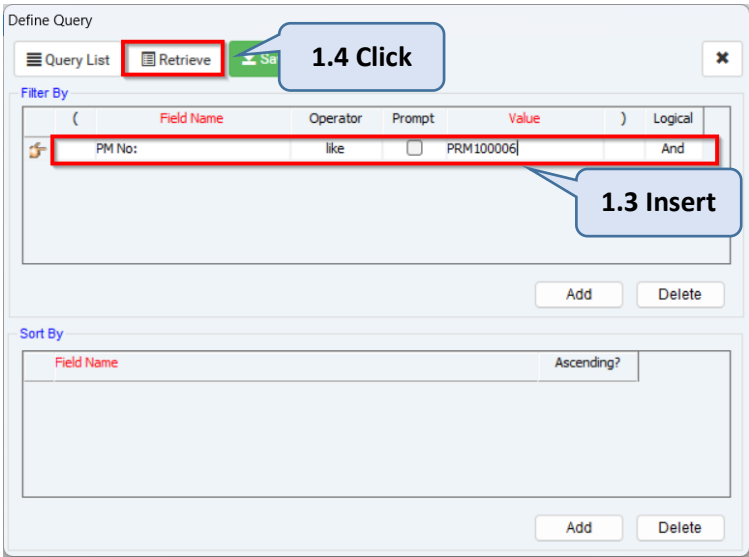 Define Query
Query List Retrieve 1.4 Click
Filter By
( Field Name Operator Prompt Value ) Logical
PM No: like PRM100006 And
1.3 Insert
Add Delete
Sort By
Field Name Ascending?
Add Delete